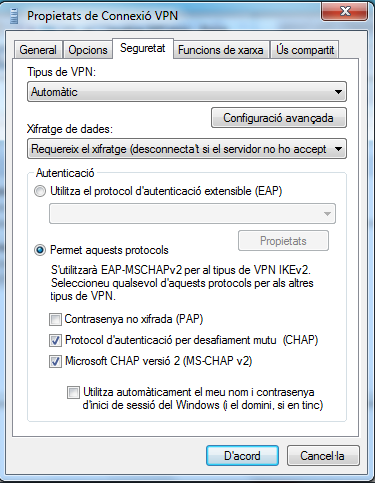 Propietats de Connexió VPN
General Opcions Seguretat Funcions de xarxa Ús compartit
Tipus de VPN:
Automàtic
Configuració avançada
Xifratge de dades:
Requereix el xifratge (desconnecta't si el servidor no ho accept
Autenticació
Utilitza el protocol d'autenticació extensible (EAP)
Propietats
Permet aquests protocols
S'utilitzarà EAP-MSCHAPv2 per al tipus de VPN IKEv2.
Seleccioneu qualsevol d'aquests protocols per als altres
tipus de VPN.
Contrasenya no xifrada (PAP)
Protocol d'autenticació per desafiament mutu (CHAP)
Microsoft CHAP versió 2 (MS-CHAP v2)
Utilitza automàticament el meu nom i contrasenya
d'inici de sessió del Windows (i el domini, si en tinc)
D'acord Cancel·la